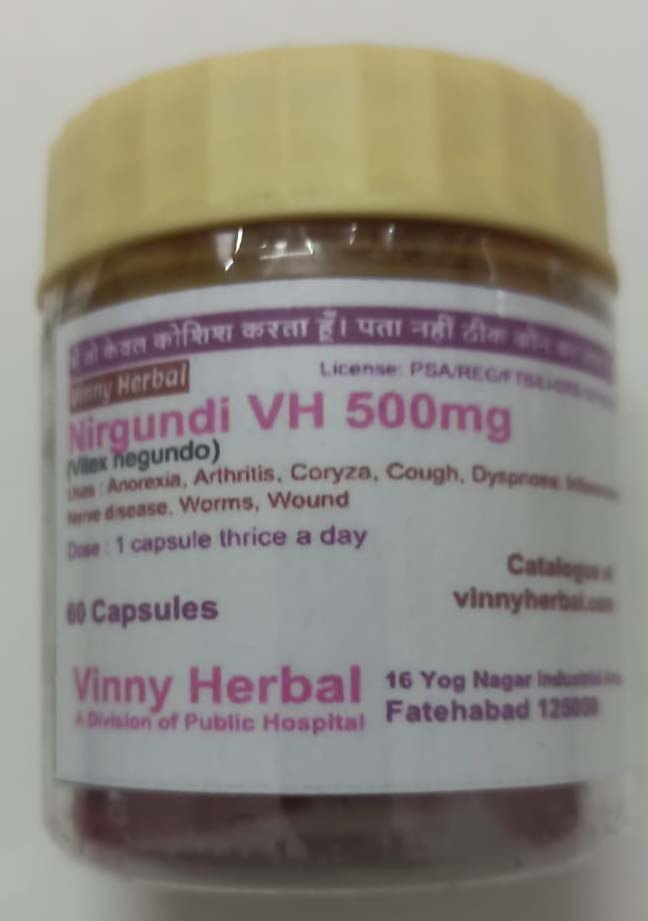 केवल कोशिश करता हूँ। पता नहीं ठीक कौन
Vinny Herbal
License: PSA/REG/
Nirgundi VH 500mg
(Vitex negundo)
Uses : Anorexia, Arthritis, Coryza, Cough, Dyspnoea,
Nerve disease, Worms, Wound
Dose : 1 capsule thrice a day
60 Capsules
Catalogue at
vinnyherbal.com
Vinny Herbal
A Division of Public Hospital
16 Yog Nagar Industrial
Fatehabad 125050